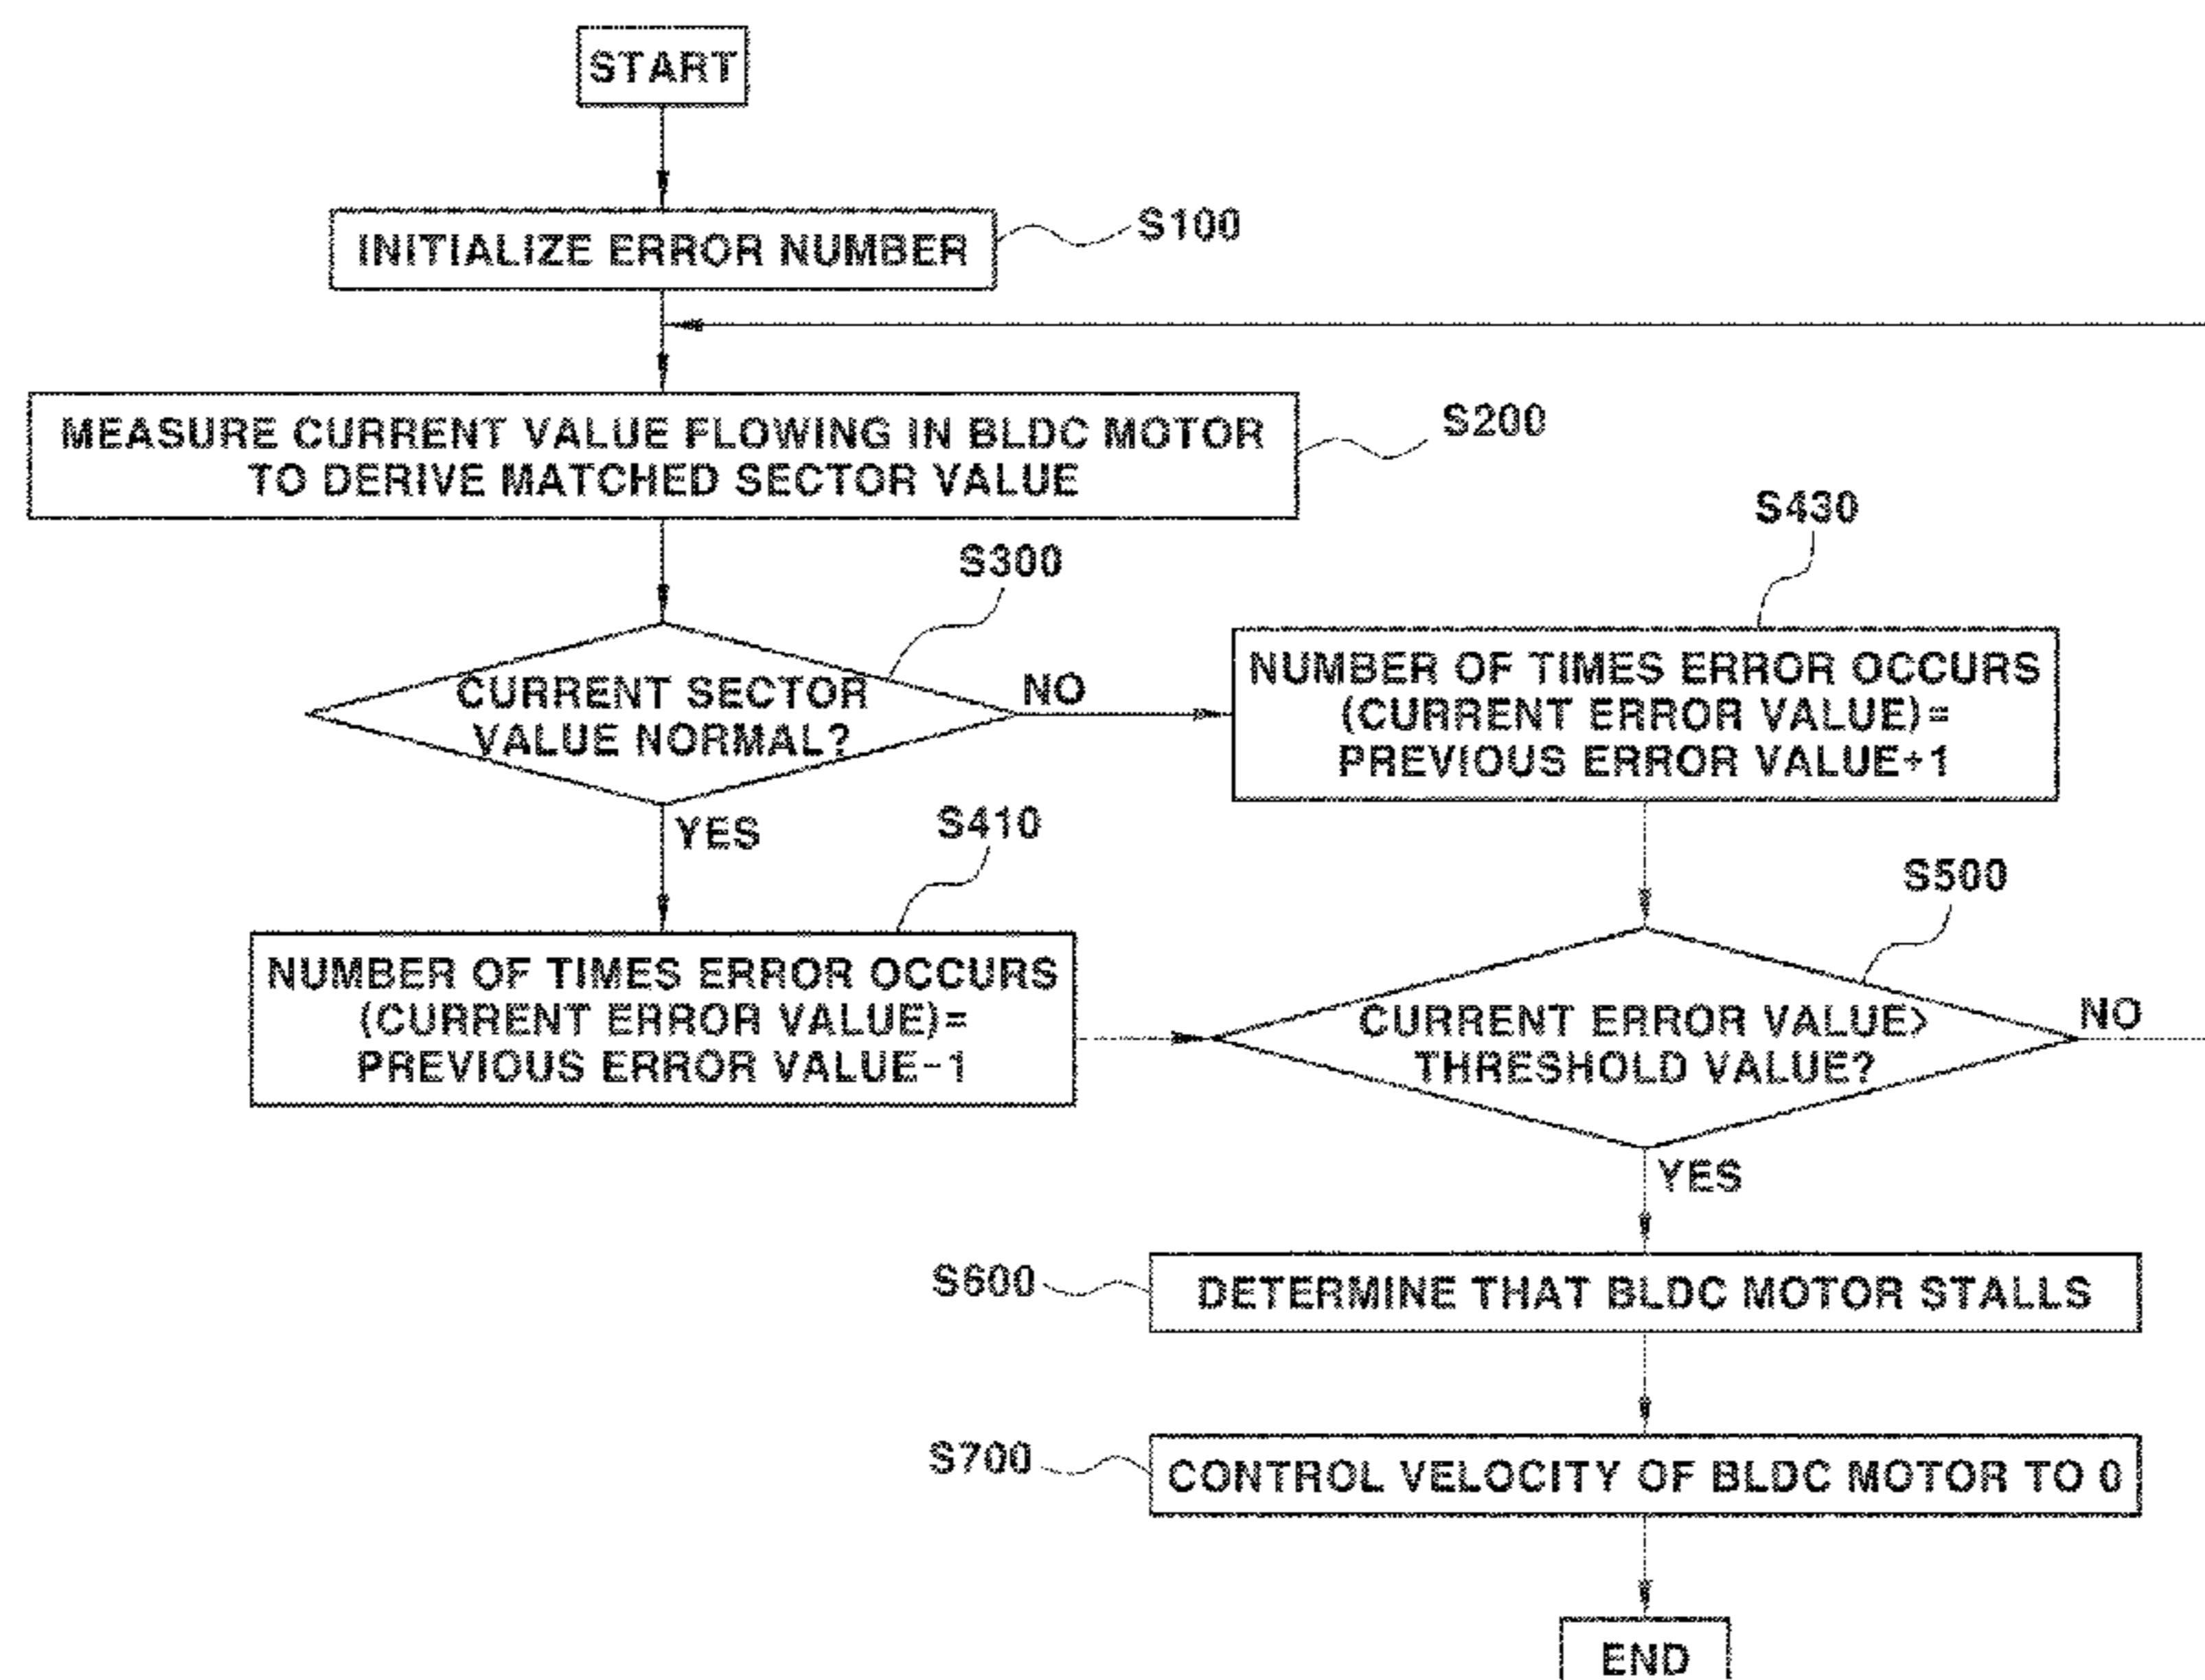 START
INITIALIZE ERROR NUMBER
S100
MEASURE CURRENT VALUE FLOWING IN BLDC MOTOR
TO DERIVE MATCHED SECTOR VALUE
S200
S300
CURRENT SECTOR
VALUE NORMAL?
NO
YES
S430
NUMBER OF TIMES ERROR OCCURS
(CURRENT ERROR VALUE)=
PREVIOUS ERROR VALUE+1
S410
NUMBER OF TIMES ERROR OCCURS
(CURRENT ERROR VALUE)=
PREVIOUS ERROR VALUE-1
S500
CURRENT ERROR VALUE>
THRESHOLD VALUE?
NO
YES
S600
DETERMINE THAT BLDC MOTOR STALLS
S700
CONTROL VELOCITY OF BLDC MOTOR TO 0
END